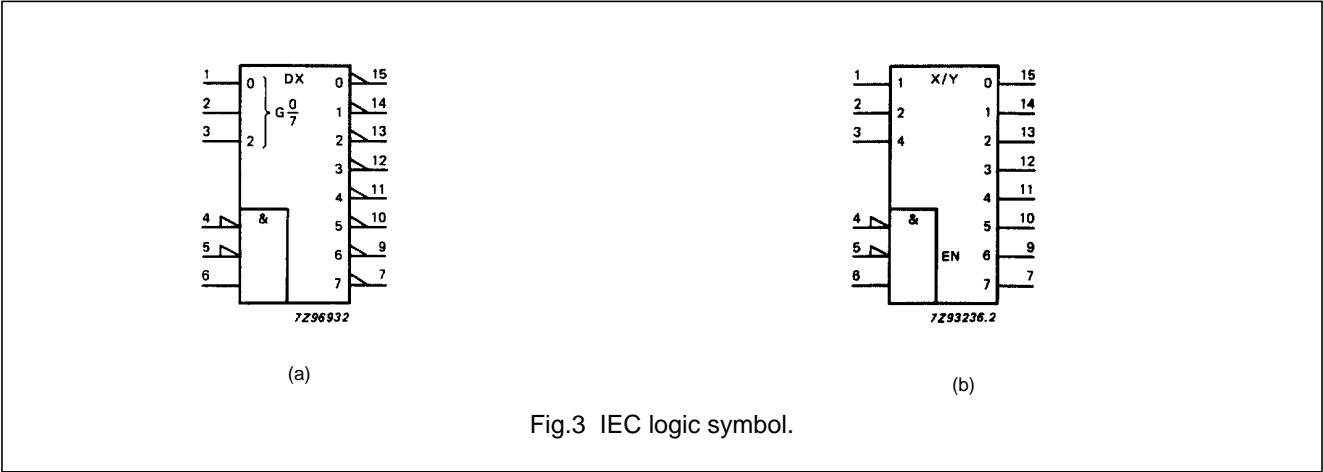 DX
1 0 0 15
2 G 0/7 1 14
3 2 2 13
3 12
4 11
4 & 5 10
5 6 9
6 7 7
7Z96932
(a)
X/Y
1 1 0 15
2 2 1 14
3 4 2 13
3 12
4 11
4 & 5 10
5 EN 6 9
6 7 7
7Z93236.2
(b)
Fig.3 IEC logic symbol.